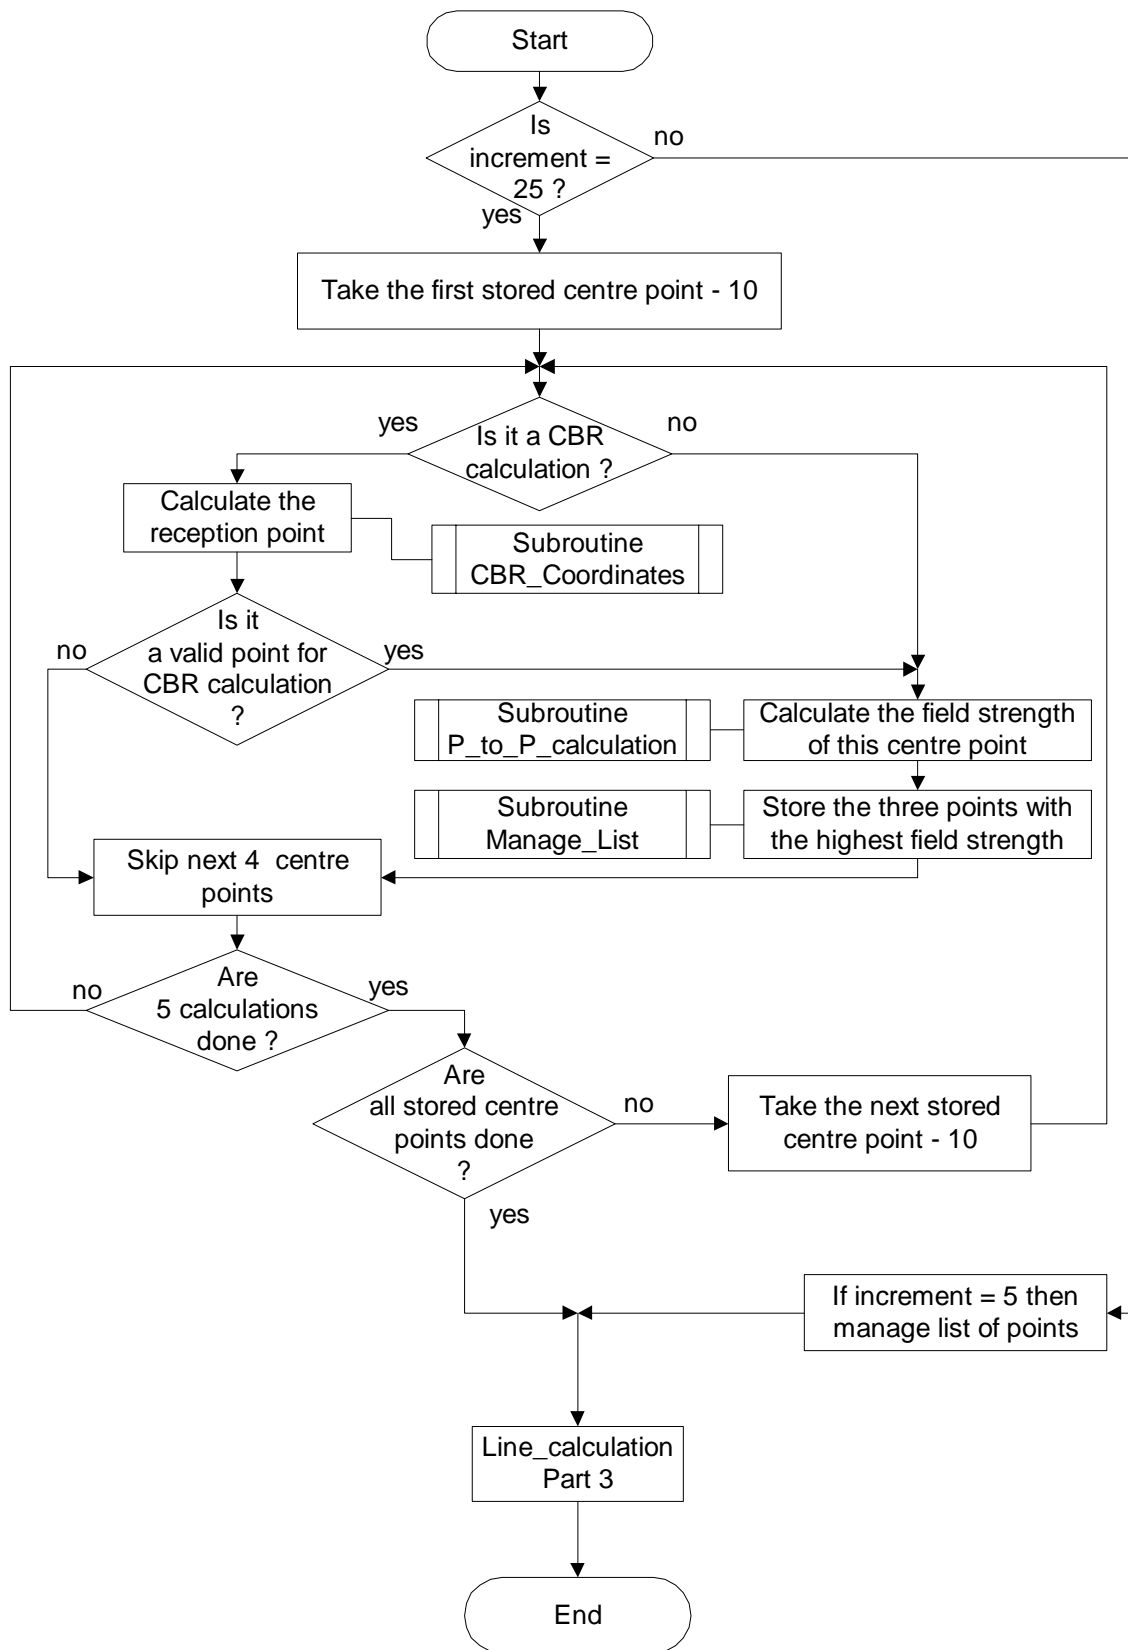 Start
Is
increment =
25 ?
no
yes
Take the first stored centre point - 10
yes
Is it a CBR
calculation ?
no
Calculate the
reception point
Subroutine
CBR_Coordinates
no
Is it
a valid point for
CBR calculation
?
yes
Subroutine
P_to_P_calculation
Calculate the field strength
of this centre point
Subroutine
Manage_List
Store the three points with
the highest field strength
Skip next 4  centre
points
no
Are
5 calculations
done ?
yes
Are
all stored centre
points done
?
no
Take the next stored
centre point - 10
yes
If increment = 5 then
manage list of points
Line_calculation
Part 3
End